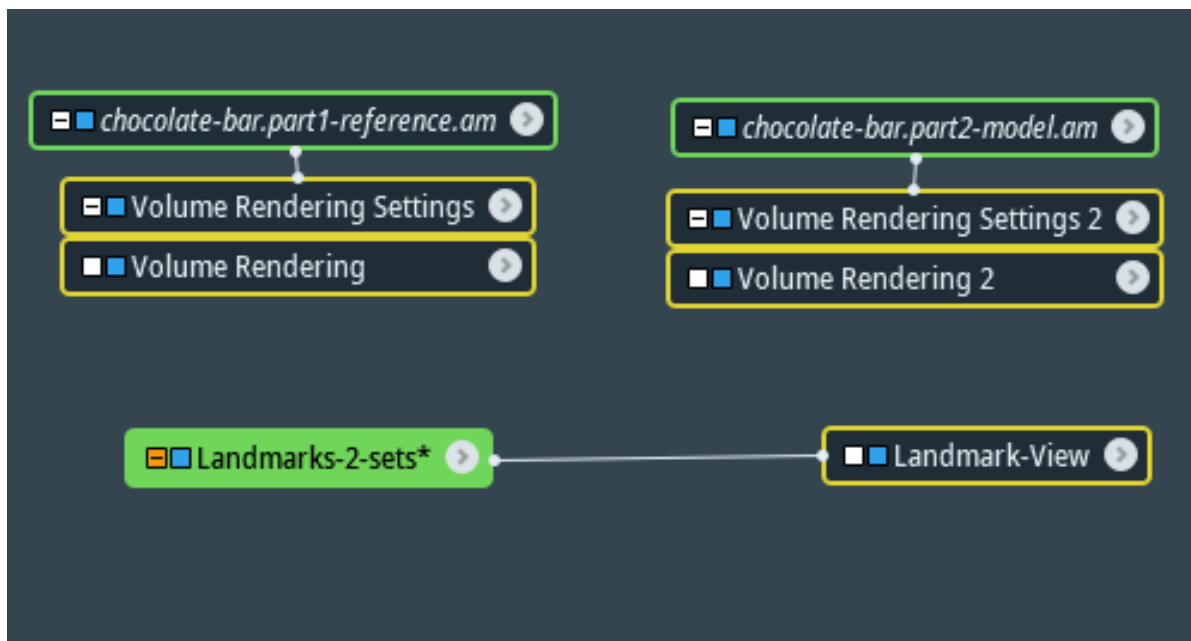 chocolate-bar.part1-reference.am
chocolate-bar.part2-model.am
Volume Rendering Settings
Volume Rendering
Volume Rendering Settings 2
Volume Rendering 2
Landmarks-2-sets*
Landmark-View